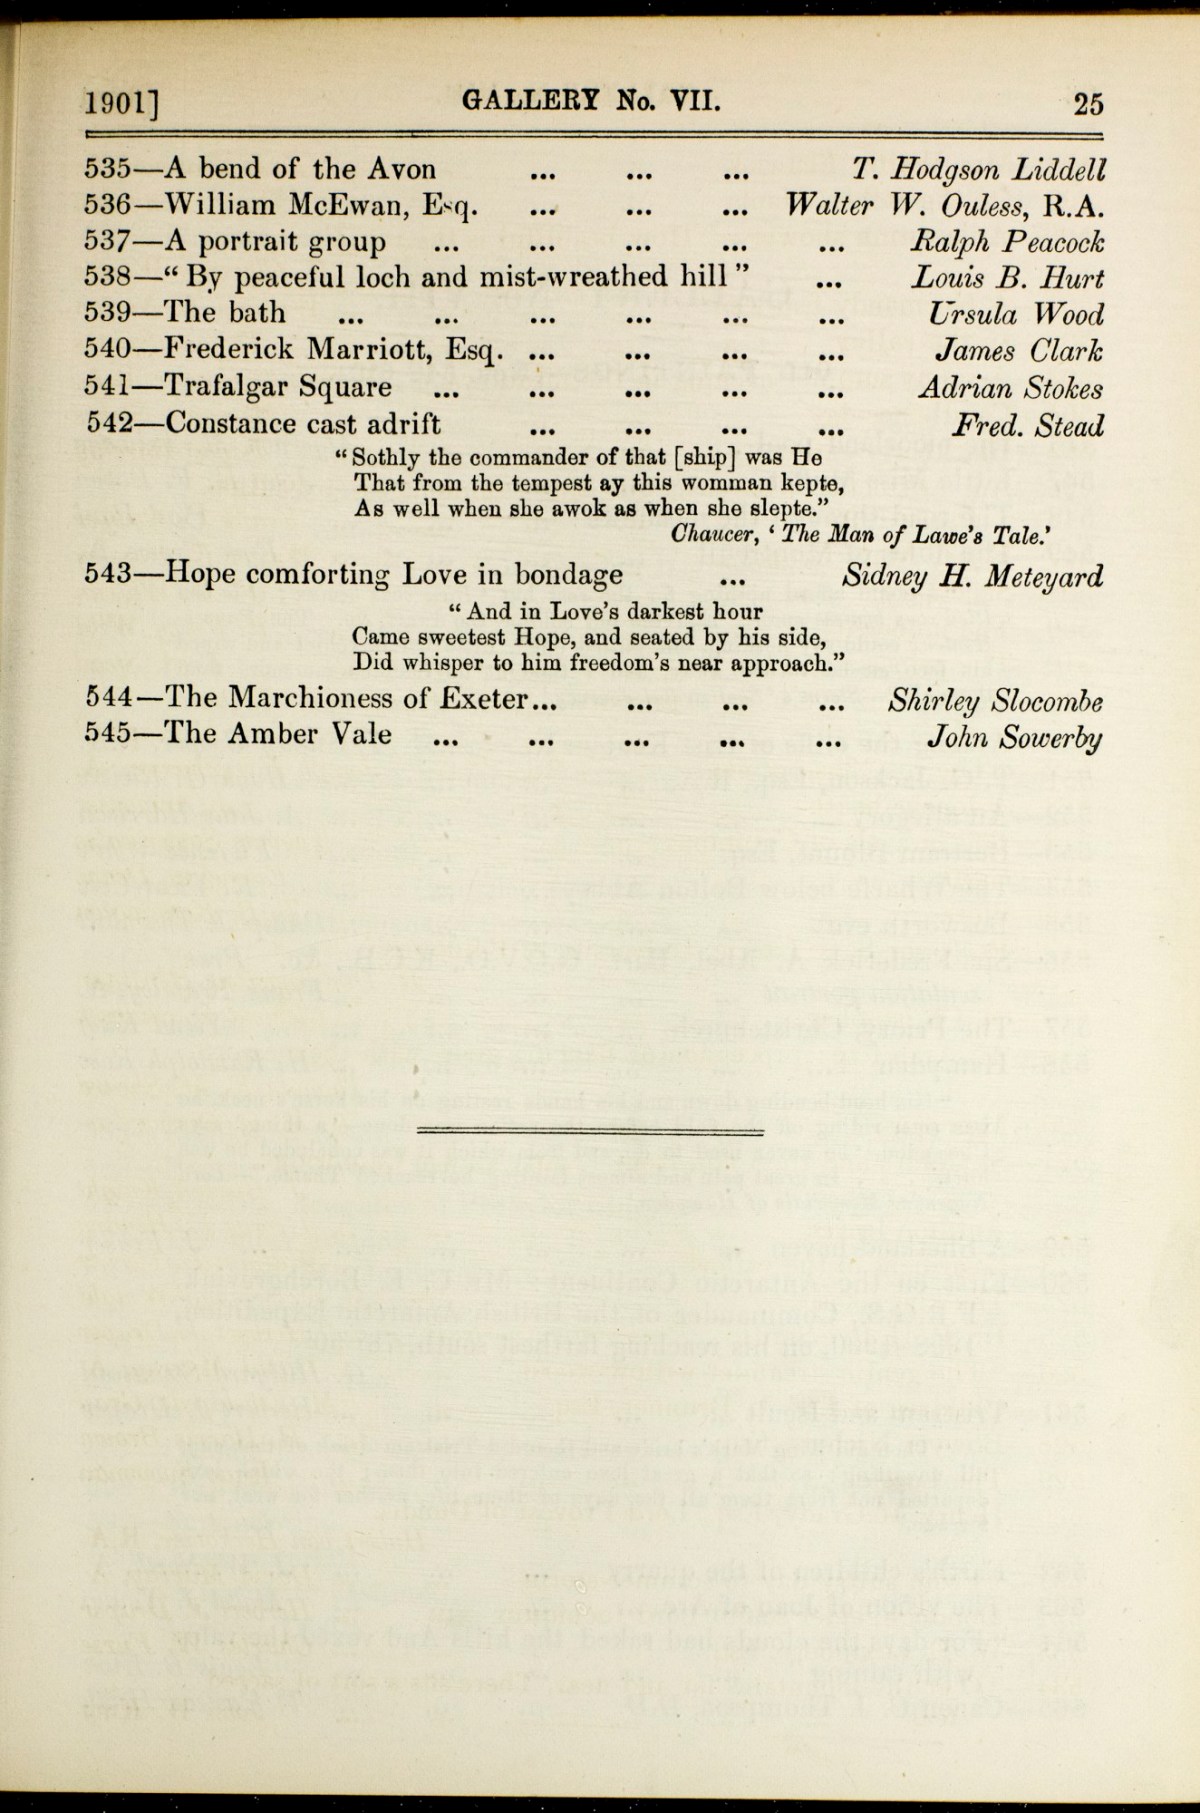 1901] GALLERY No. VII. 25
535—A bend of the Avon ... ... ... T. Hodgson Liddell
536—William McEwan, Esq. ... ... ... Walter W. Ouless, R.A.
537—A portrait group ... ... ... ... ... Ralph Peacock
538—“ By peaceful loch and mist-wreathed hill ” ... Louis B. Hurt
539—The bath ... ... ... ... ... ... Ursula Wood
540—Frederick Marriott, Esq. ... ... ... ... James Clark
541—Trafalgar Square ... ... ... ... ... Adrian Stokes
542—Constance cast adrift ... ... ... ... Fred. Stead
“ Sothly the commander of that [ship] was He
That from the tempest ay this womman kepte,
As well when she awok as when she slepte.”
Chaucer, ‘ The Man of Lawe’s Tale.’
543—Hope comforting Love in bondage ... Sidney H. Meteyard
“ And in Love’s darkest hour
Came sweetest Hope, and seated by his side,
Did whisper to him freedom’s near approach.”
544—The Marchioness of Exeter... ... ... ... Shirley Slocombe
545—The Amber Vale ... ... ... ... ... John Sowerby